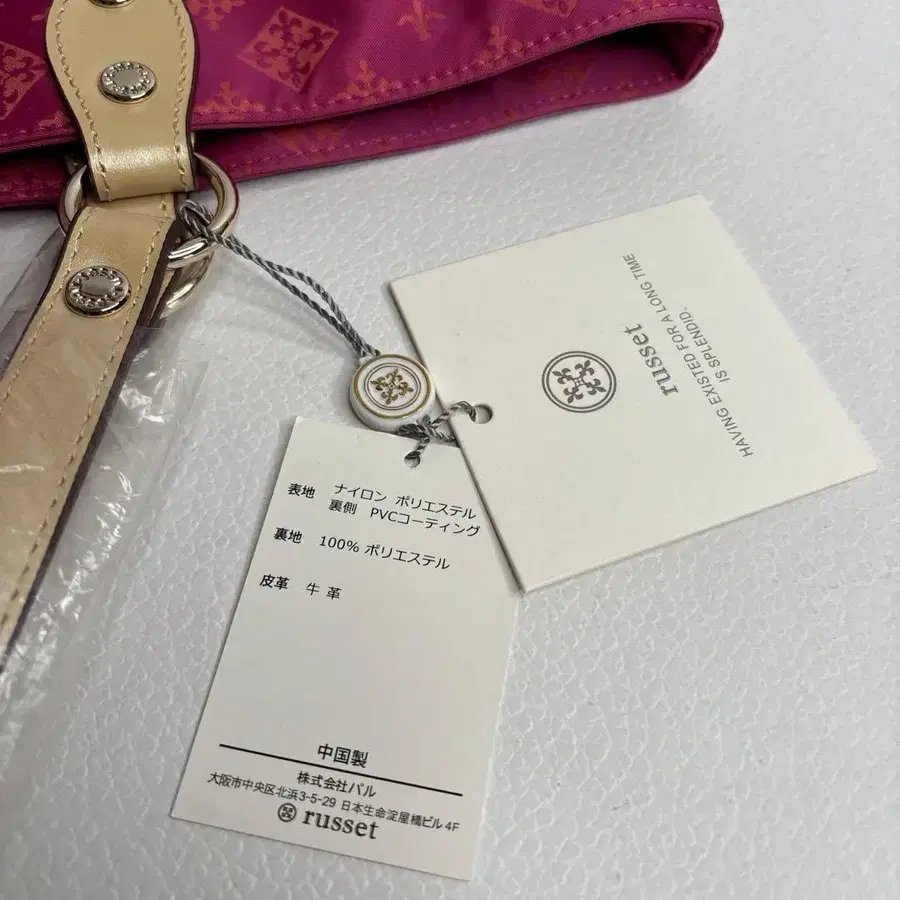 russet
HAVING EXISTED FOR A LONG TIME
IS SPLENDID.
表地 ナイロン ポリエステル
裏側 PVCコーティング
裏地 100% ポリエステル
皮革 牛革
中国製
株式会社パル
大阪市中央区北浜3-5-29 日本生命淀屋橋ビル4F
russet